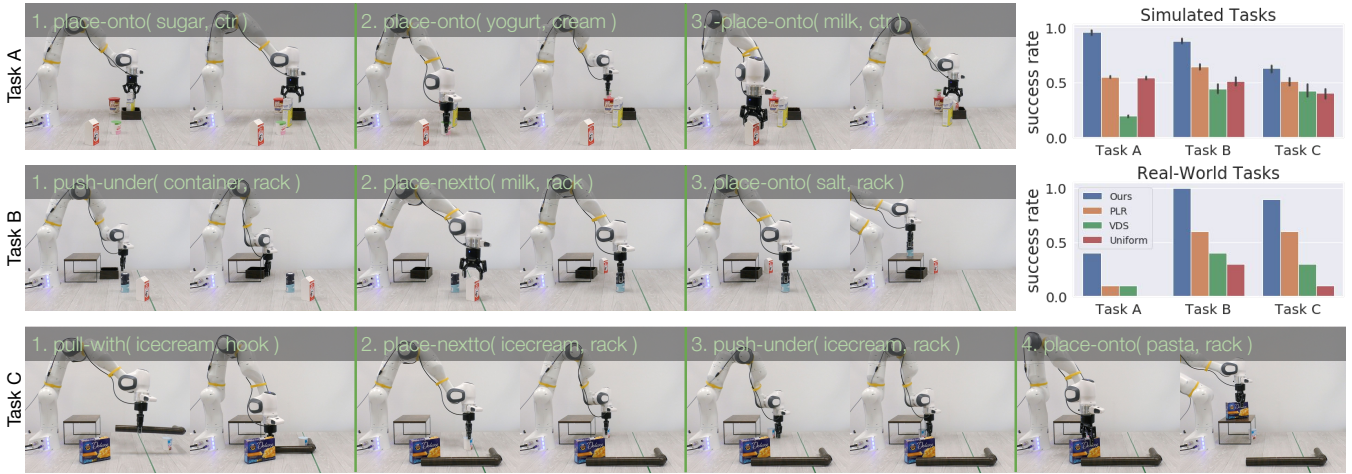 Task A
1. place-onto( sugar, ctr )
2. place-onto( yogurt, cream )
3. -place-onto( milk, ctr )
Simulated Tasks
success rate
1.0
0.5
0.0
Task A
Task B
Task C
Task B
1. push-under( container, rack )
2. place-nextto( milk, rack )
3. place-onto( salt, rack )
Real-World Tasks
success rate
1.0
0.5
0.0
Ours
PLR
VDS
Uniform
Task A
Task B
Task C
Task C
1. pull-with( icecream, hook )
2. place-nextto( icecream, rack )
3. push-under( icecream, rack )
4. place-onto( pasta, rack )